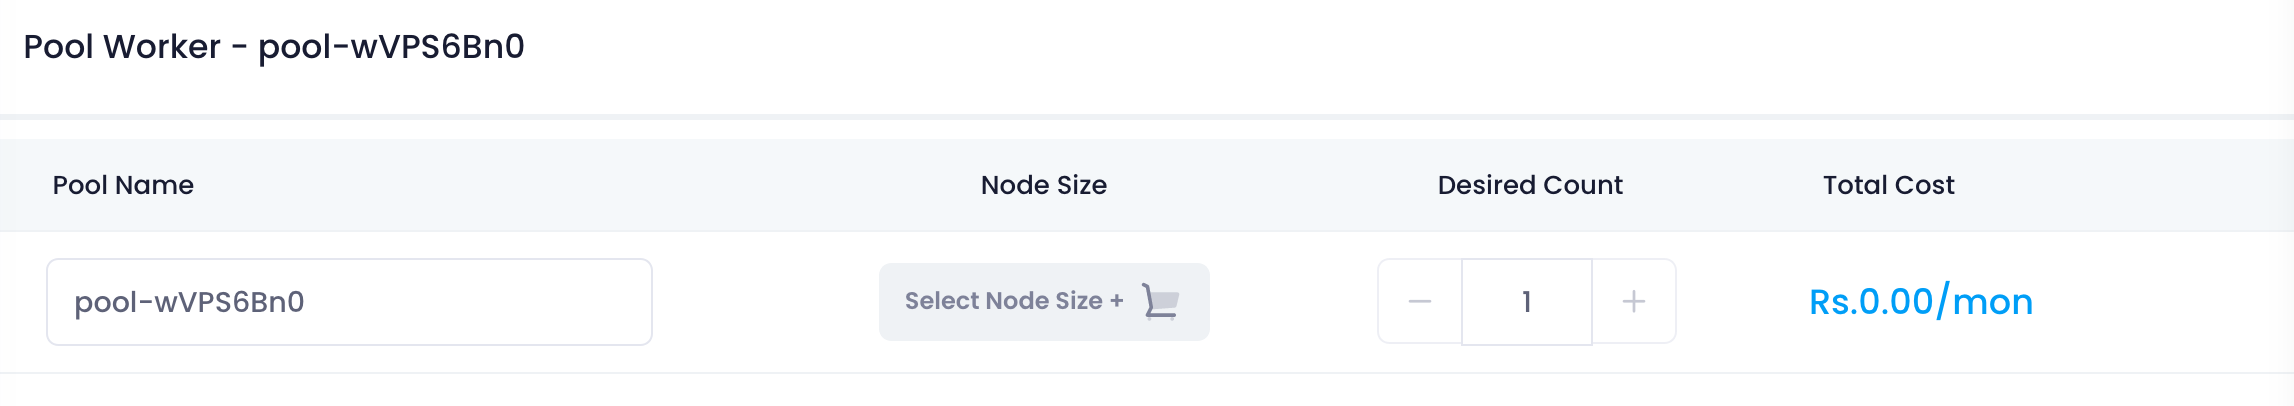 Pool Worker - pool-wVPS6Bn0
Pool Name Node Size Desired Count Total Cost
pool-wVPS6Bn0 Select Node Size + − 1 + Rs.0.00/mon